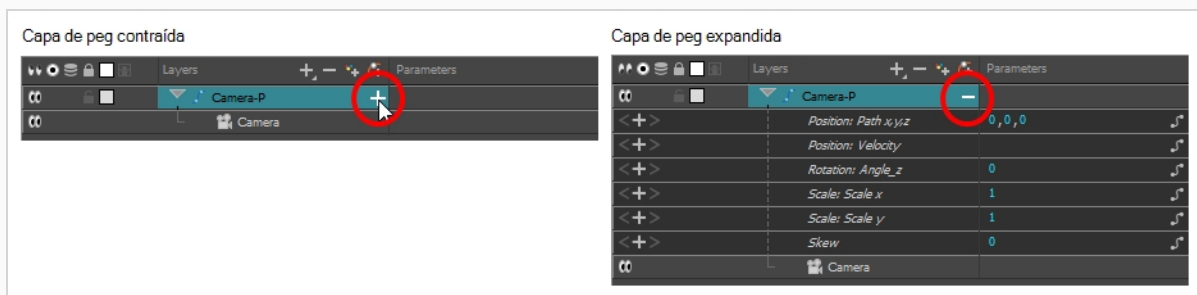 Capa de peg contraída
Layers Parameters
Camera-P
Camera
Capa de peg expandida
Layers Parameters
Camera-P
Position: Path x,y,z 0,0,0
Position: Velocity
Rotation: Angle_z 0
Scale: Scale x 1
Scale: Scale y 1
Skew 0
Camera